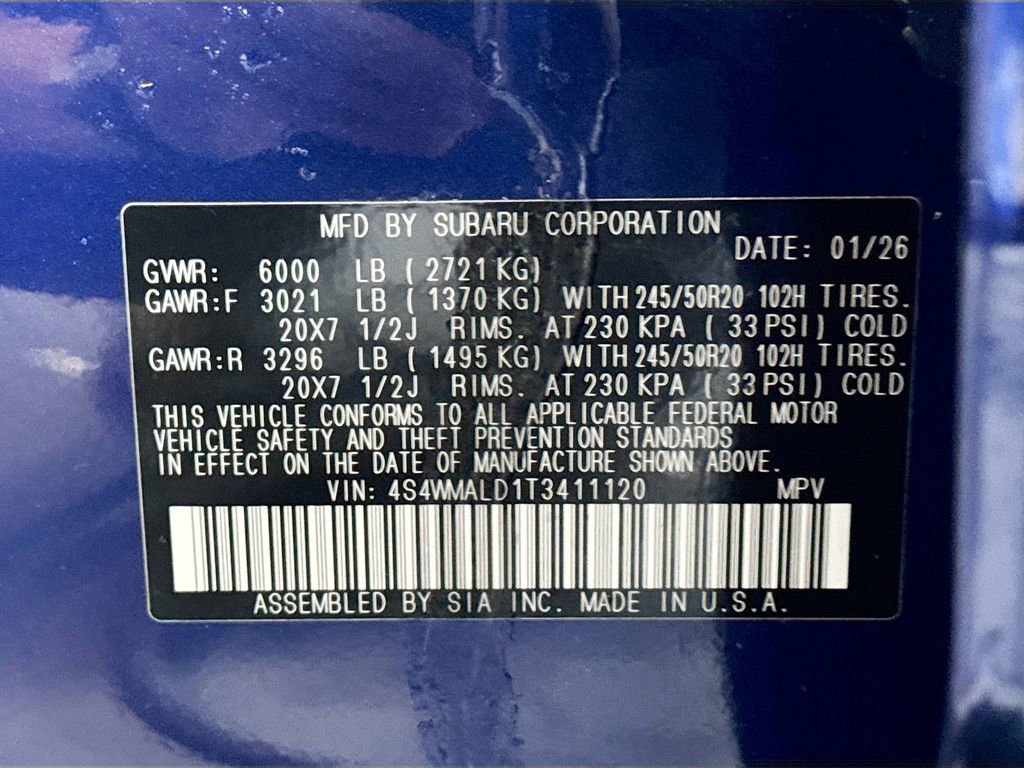 MFD BY SUBARU CORPORATION
DATE: 01/26
GVWR: 6000 LB ( 2721 KG)
GAWR:F 3021 LB ( 1370 KG) WITH 245/50R20 102H TIRES.
20X7 1/2J RIMS. AT 230 KPA ( 33 PSI) COLD
GAWR:R 3296 LB ( 1495 KG) WITH 245/50R20 102H TIRES.
20X7 1/2J RIMS. AT 230 KPA ( 33 PSI) COLD
THIS VEHICLE CONFORMS TO ALL APPLICABLE FEDERAL MOTOR
VEHICLE SAFETY AND THEFT PREVENTION STANDARDS
IN EFFECT ON THE DATE OF MANUFACTURE SHOWN ABOVE.
VIN: 4S4WMALD1T3411120 MPV
ASSEMBLED BY SIA INC. MADE IN U.S.A.